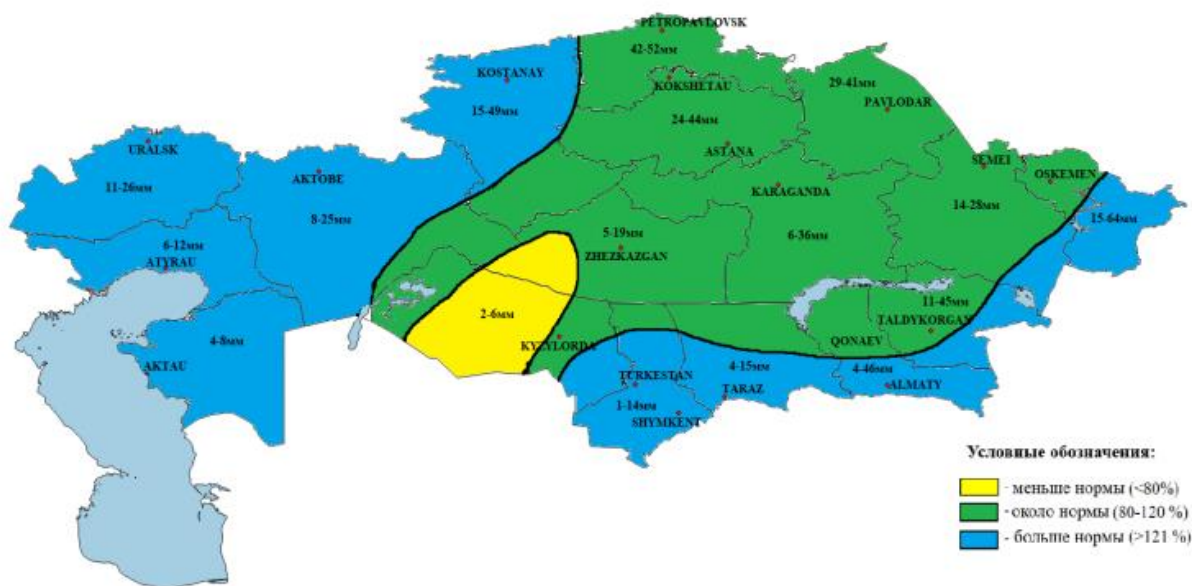 PETROPAVLOVSK
42-52мм
KOSTANAY
KOKSHETAU
29-41мм
PAVLODAR
15-49мм
24-44мм
URALSK
ASTANA
SEMEI
OSKEMEN
AKTOBE
KARAGANDA
11-26мм
8-25мм
14-28мм
15-64мм
6-12мм
5-19мм
6-36мм
ATYRAU
ZHEZKAZGAN
2-6мм
11-45мм
TALDYKORGAN
4-8мм
KYZYLORDA
QONAEV
AKTAU
TURKESTAN
4-15мм
4-46мм
TARAZ
ALMATY
1-14мм
SHYMKENT
Условные обозначения:
- меньше нормы (<80%)
- около нормы (80-120 %)
- больше нормы (>121 %)